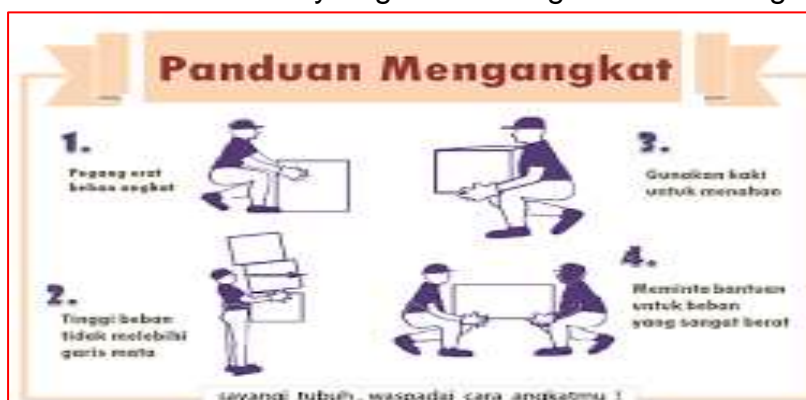 Panduan Mengangkat
1.
Pegang erat
beban angkat
2.
Tinggi beban
tidak melebihi
garis mata
3.
Gunakan kaki
untuk menahan
4.
Meminta bantuan
untuk beban
yang sangat berat
sayangi tubuh, waspadai cara angkatmu !